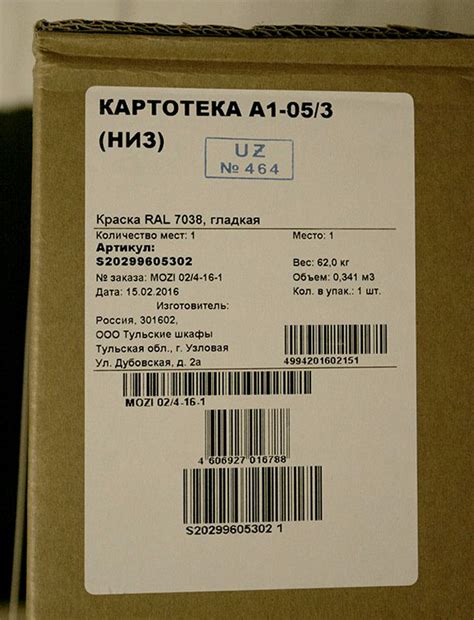 КАРТОТЕКА А1-05/3
(НИЗ)
UZ
№ 464
Краска RAL 7038, гладкая
Количество мест: 1 Место: 1
Артикул:
S20299605302 Вес: 62,0 кг
№ заказа: MOZI 02/4-16-1 Объем: 0,341 м3
Дата: 15.02.2016 Кол. в упак.: 1 шт.
Изготовитель:
Россия, 301602,
ООО Тульские шкафы
Тульская обл., г. Узловая
Ул. Дубовская, д. 2а 4994201602151
MOZI 02/4-16-1
4 606927 016788
S20299605302 1